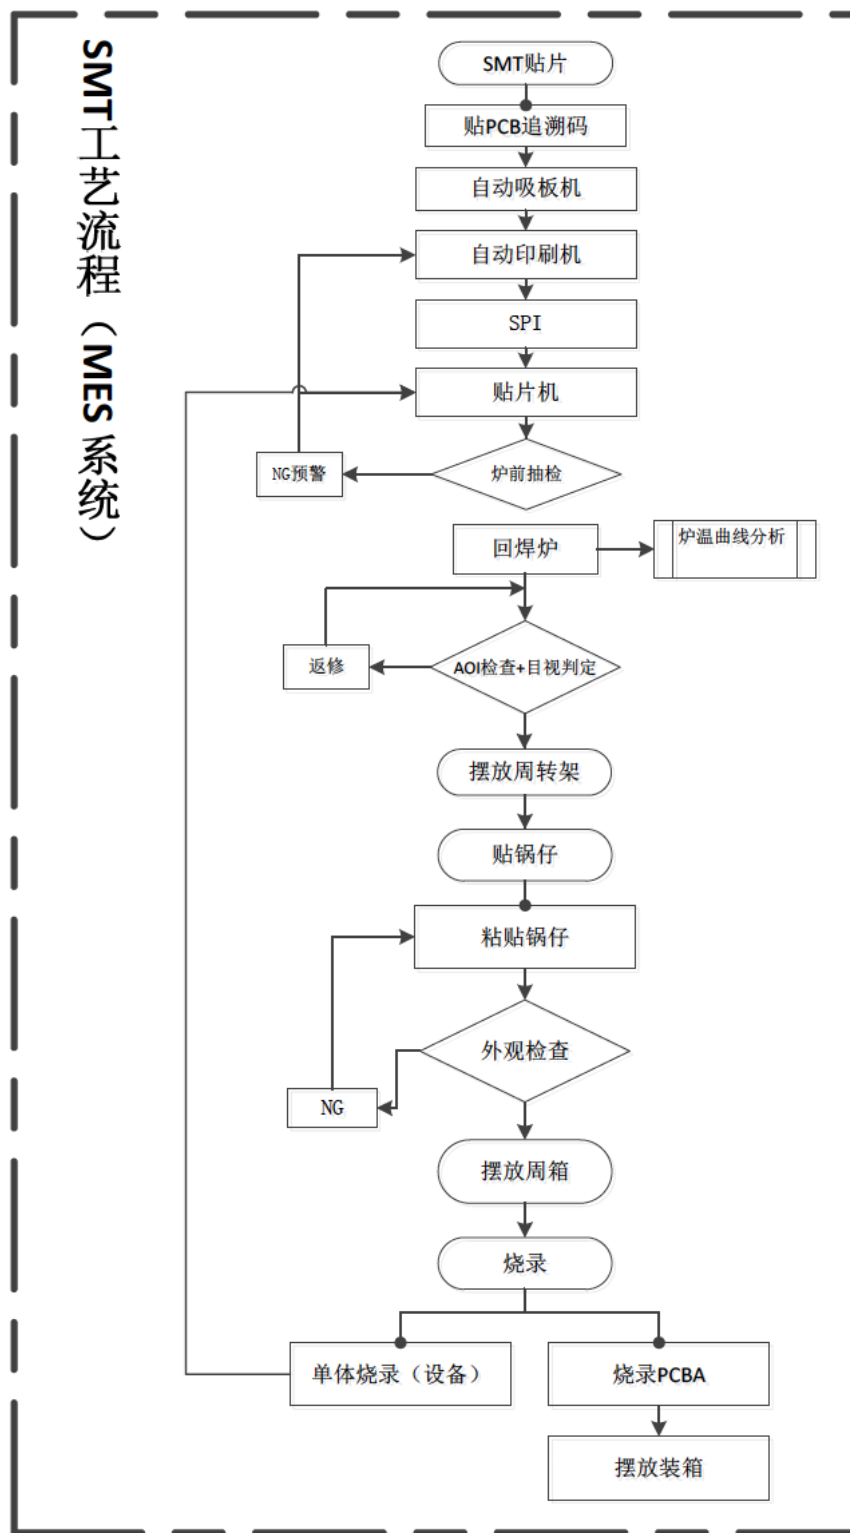 SMT工艺流程（MES 系统）
SMT贴片
贴PCB追溯码
自动吸板机
自动印刷机
SPI
贴片机
NG预警
炉前抽检
回焊炉
炉温曲线分析
返修
AOI检查+目视判定
摆放周转架
贴锅仔
粘贴锅仔
外观检查
NG
摆放周箱
烧录
单体烧录（设备）
烧录PCBA
摆放装箱